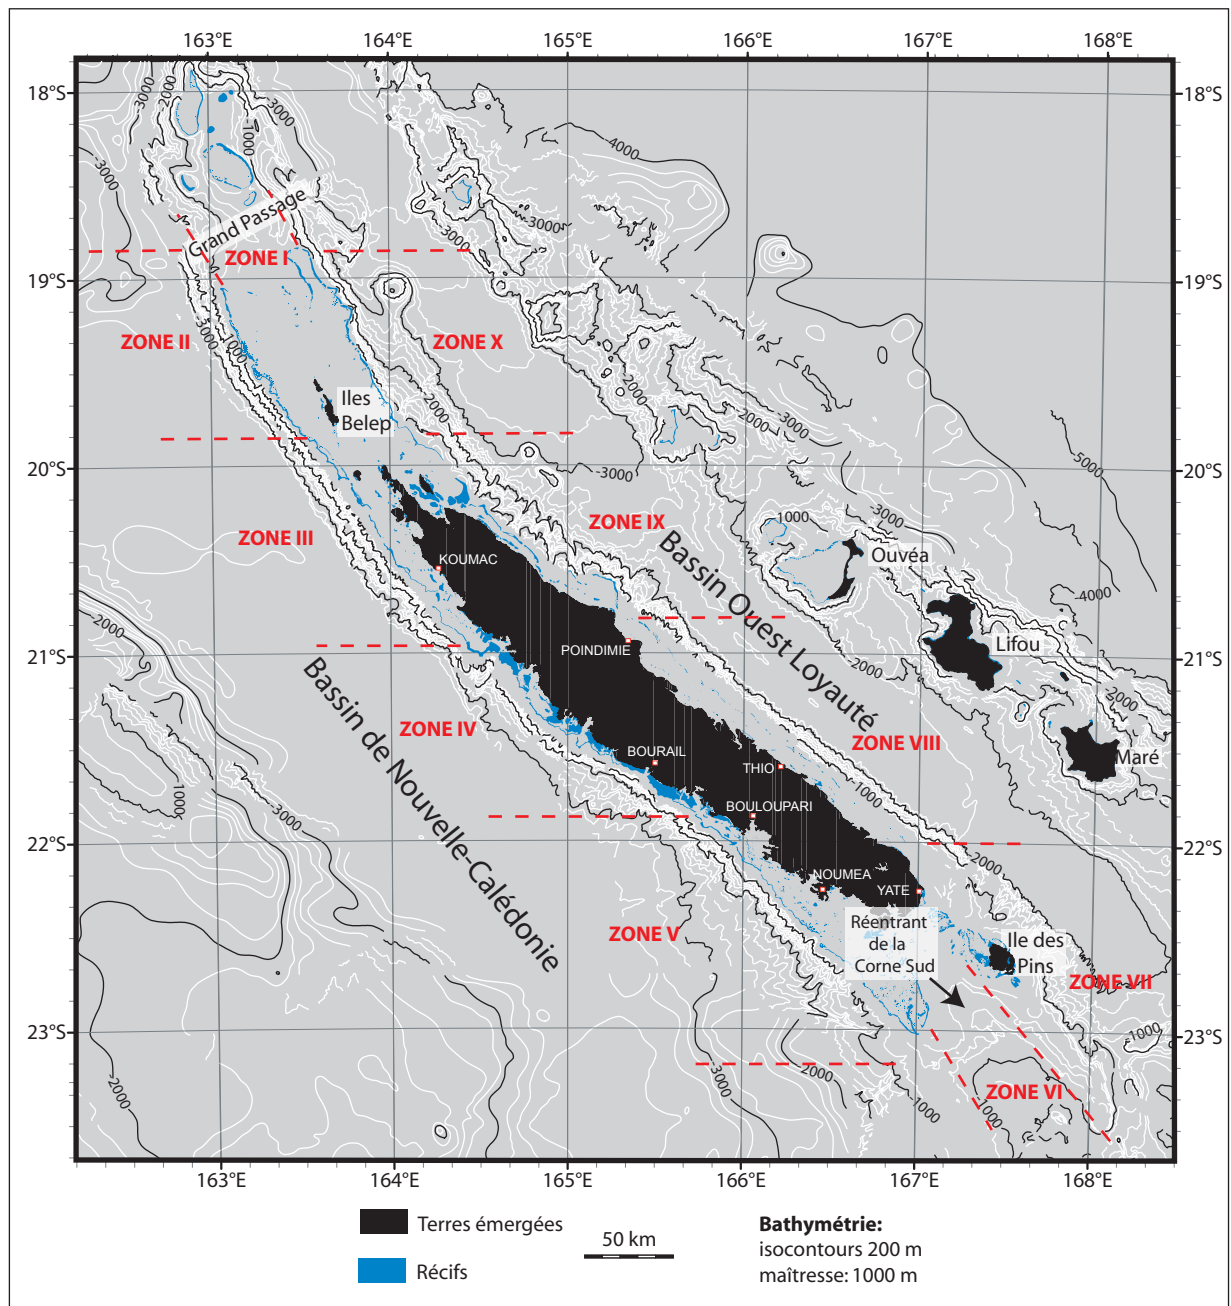 163°E 164°E 165°E 166°E 167°E 168°E
18°S 18°S
-3000
-2000
-3000
-1000
-3000
-4000
-3000
-3000
Grand Passage
ZONE I
19°S 19°S
ZONE II
-3000
-1000
ZONE X
Iles
Belep
-2000
-2000
-2000
-3000
-5000
20°S 20°S
-3000
ZONE III
ZONE IX
1000
-3000
Ouvéa
KOUMAC
Bassin Ouest Loyauté
-4000
-2000
POINDIMIE
Lifou
21°S 21°S
-2000
-2000
Bassin de Nouvelle-Calédonie
ZONE IV
ZONE VIII
BOURAIL
THIO
Maré
1000
-3000
-1000
BOULOUPARI
22°S 22°S
-2000
NOUMEA
YATE
ZONE V
Réentrant
de la
Corne Sud
Ile des
Pins
ZONE VII
23°S 23°S
-1000
-2000
-3000
2000
-1000
-1000
ZONE VI
163°E 164°E 165°E 166°E 167°E 168°E
Terres émergées
Récifs
50 km
Bathymétrie:
isocontours 200 m
maîtresse: 1000 m